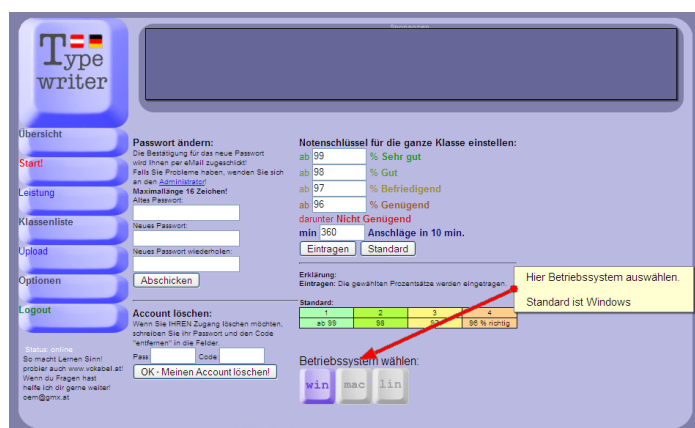 Sponsoren
Type
writer
Übersicht
Start!
Leistung
Klassenliste
Upload
Optionen
Logout
Status: online
So macht Lernen Sinn!
probier auch www.vokabel.at!
Wenn du Fragen hast
helfe ich dir gerne weiter!
oem@gmx.at
Passwort ändern:
Die Bestätigung für das neue Passwort
wird Ihnen per eMail zugeschickt!
Falls Sie Probleme haben, wenden Sie sich
an den Administrator!
Maximallänge 16 Zeichen!
Altes Passwort:
Neues Passwort:
Neues Passwort wiederholen:
Abschicken
Account löschen:
Wenn Sie IHREN Zugang löschen möchten,
schreiben Sie ihr Passwort und den Code
"entfernen" in die Felder.
Pass: Code:
OK - Meinen Account löschen!
Notenschlüssel für die ganze Klasse einstellen:
ab 99 % Sehr gut
ab 98 % Gut
ab 97 % Befriedigend
ab 96 % Genügend
darunter Nicht Genügend
min 360 Anschläge in 10 min.
Eintragen Standard
Erklärung:
Eintragen: Die gewählten Prozentsätze werden eingetragen.
Standard:
1 2 3 4
ab 99 98 97 96 % richtig
Betriebssystem wählen:
win mac lin
Hier Betriebssystem auswählen.
Standard ist Windows